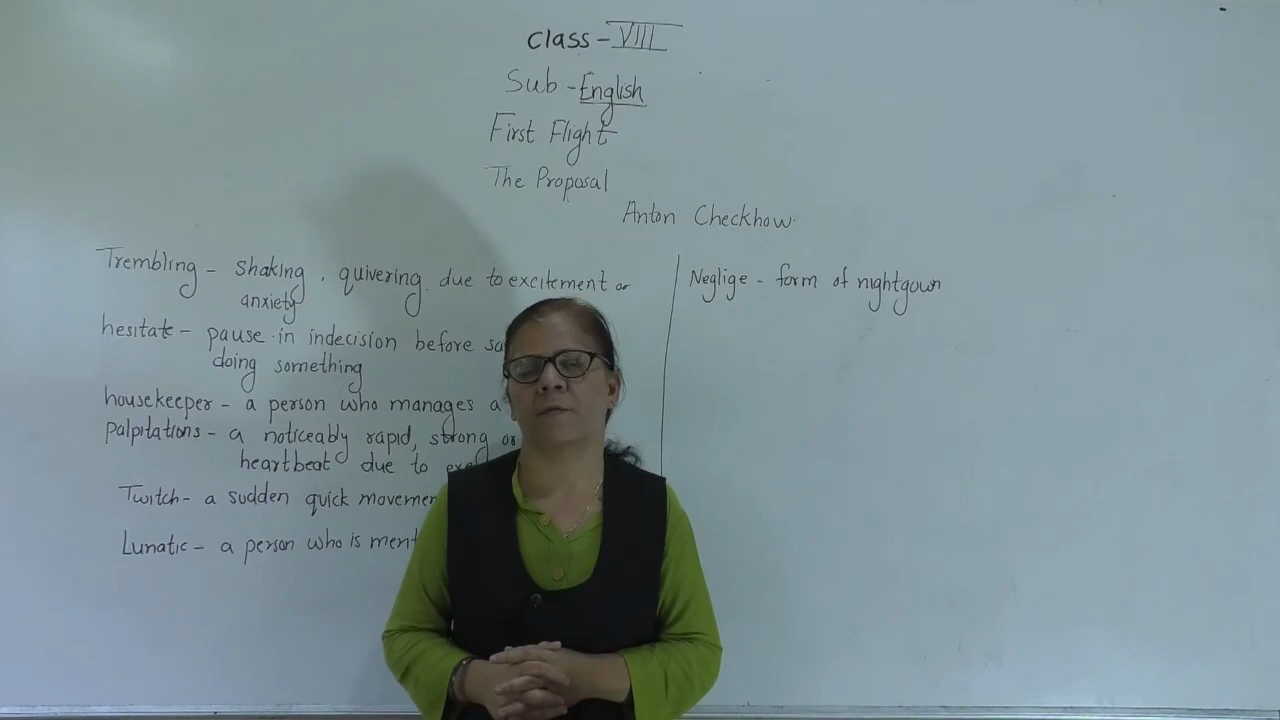 Class - VIII
Sub - English
First Flight
The Proposal
Anton Checkhow.
Trembling - shaking, quivering due to excitement or
anxiety
hesitate - pause in indecision before
doing something
housekeeper - a person who manages a
palpitations - a noticeably rapid, strong or
heartbeat due to
Twitch - a sudden quick
Lunatic - a person who is
Neglige - form of nightgown